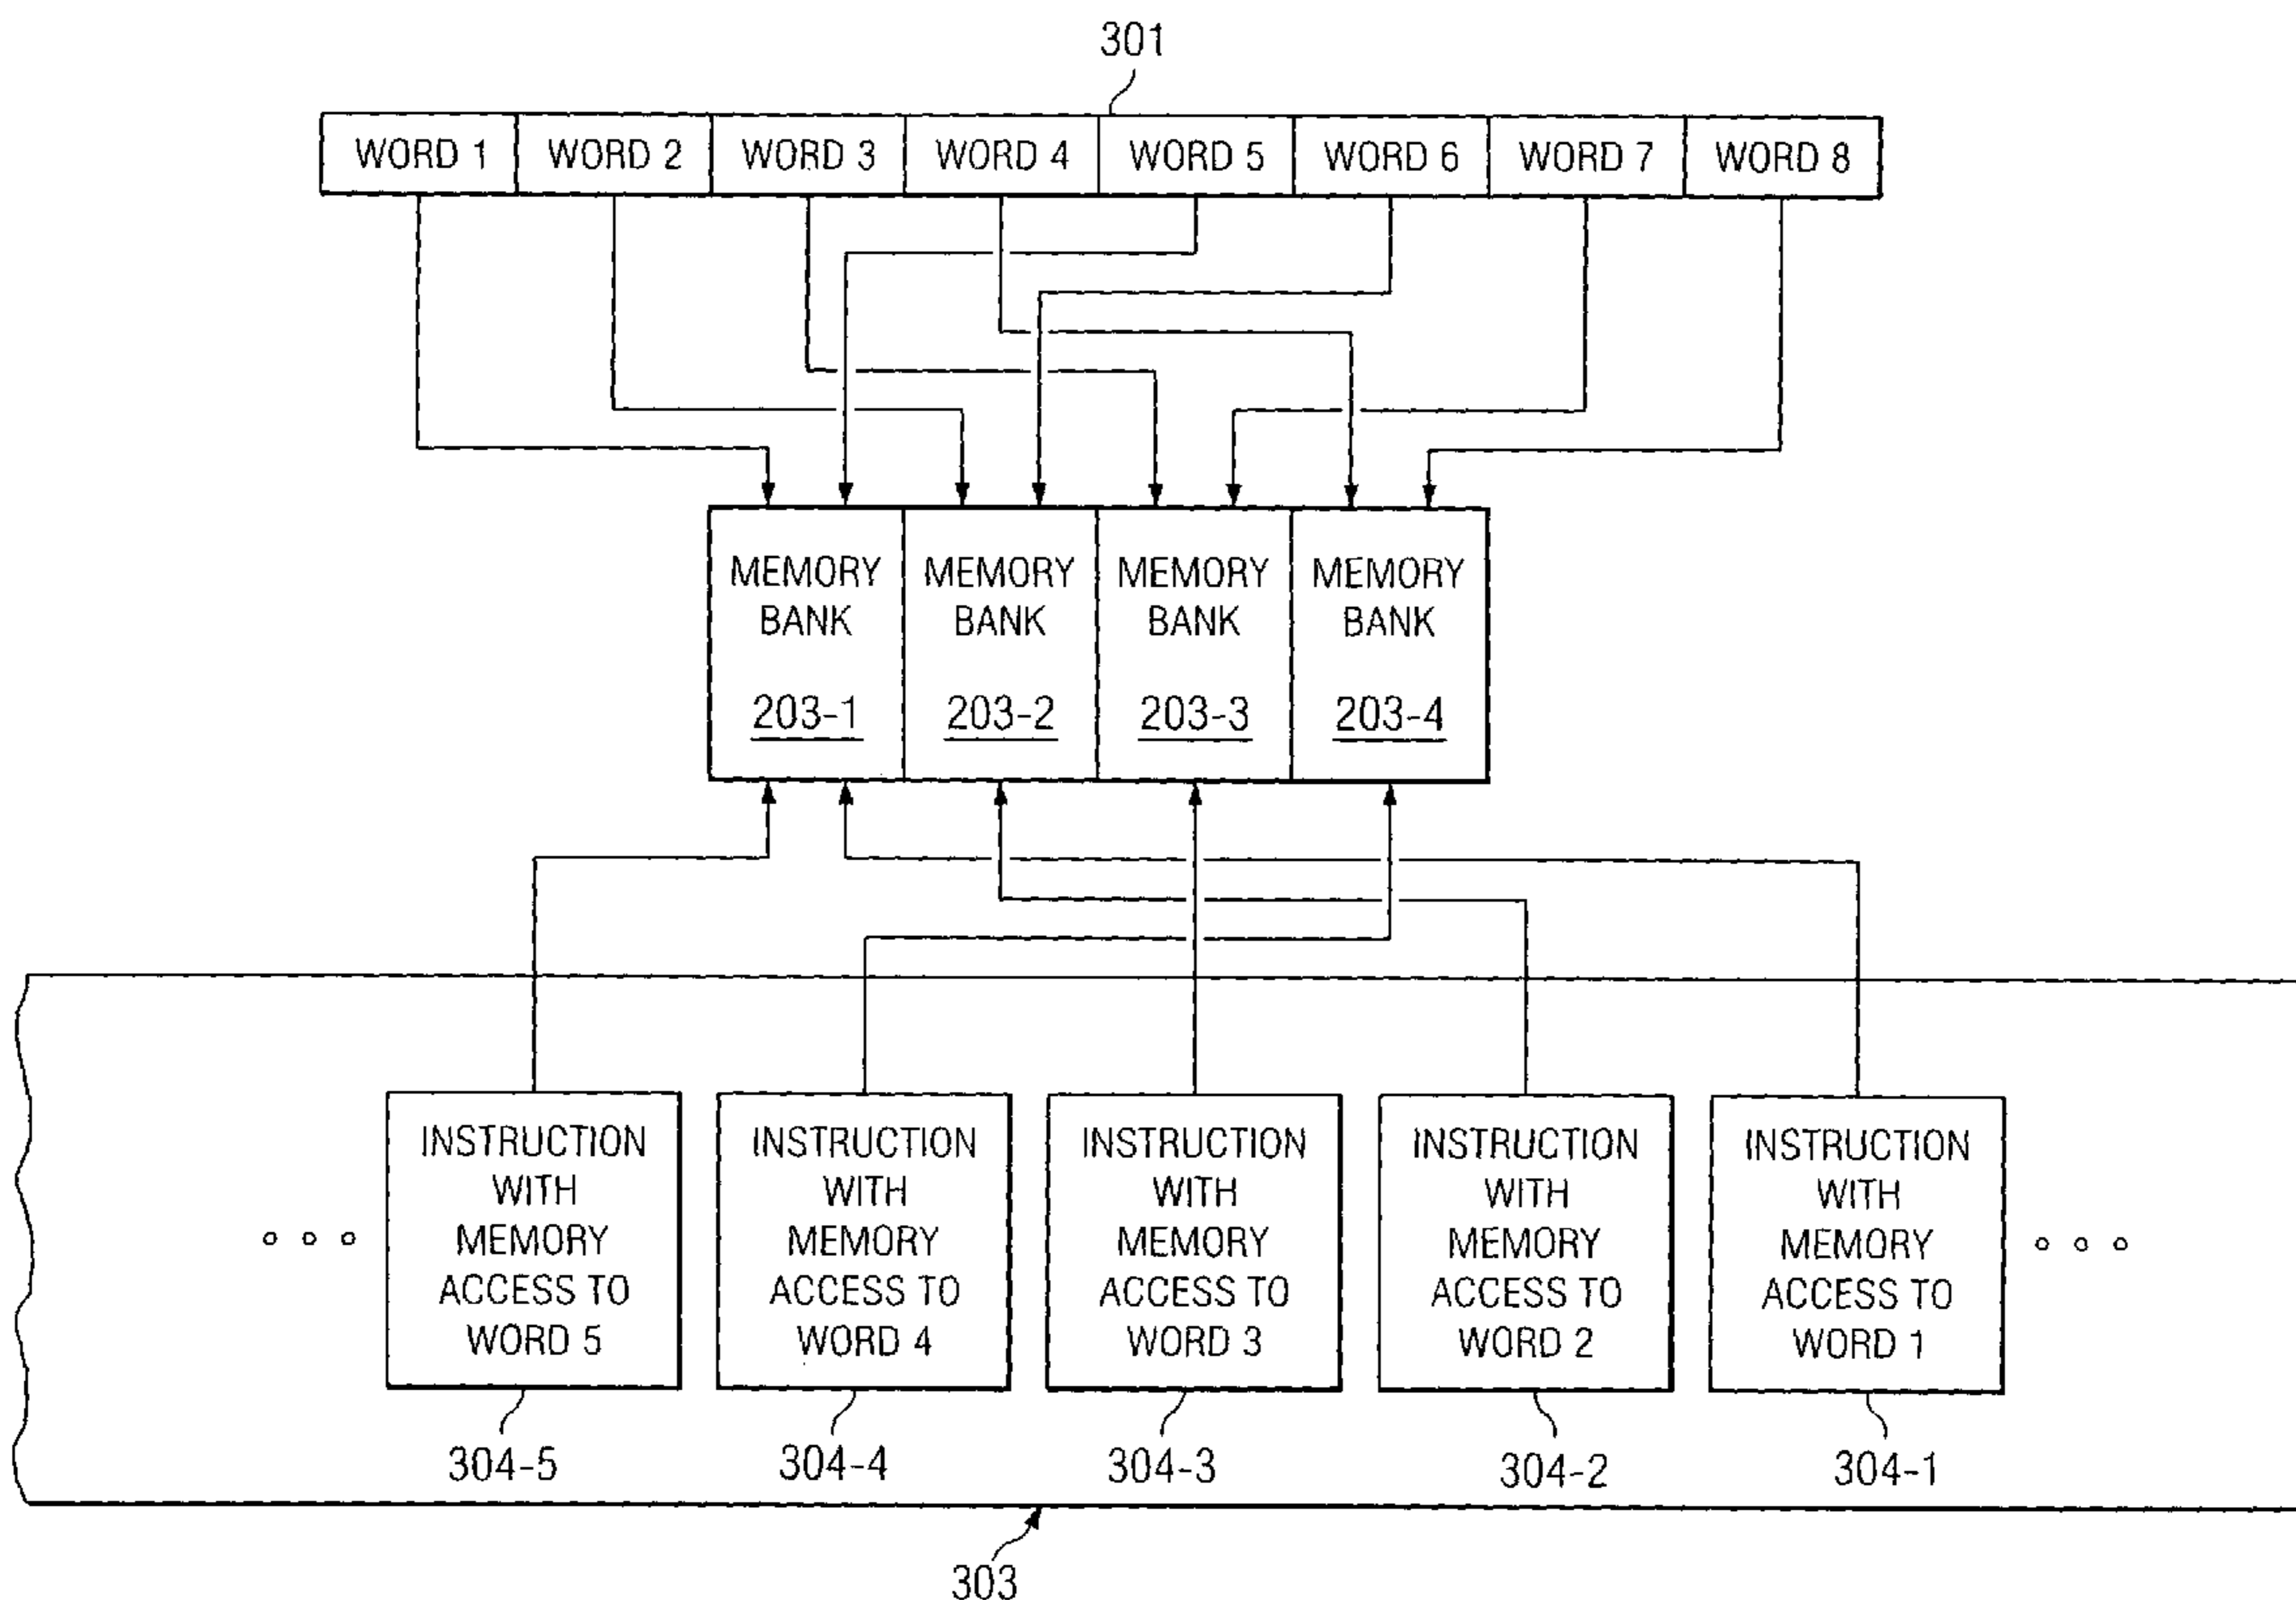 301
WORD 1 WORD 2 WORD 3 WORD 4 WORD 5 WORD 6 WORD 7 WORD 8
MEMORY
BANK
203-1
MEMORY
BANK
203-2
MEMORY
BANK
203-3
MEMORY
BANK
203-4
INSTRUCTION
WITH
MEMORY
ACCESS TO
WORD 5
INSTRUCTION
WITH
MEMORY
ACCESS TO
WORD 4
INSTRUCTION
WITH
MEMORY
ACCESS TO
WORD 3
INSTRUCTION
WITH
MEMORY
ACCESS TO
WORD 2
INSTRUCTION
WITH
MEMORY
ACCESS TO
WORD 1
304-5 304-4 304-3 304-2 304-1
303